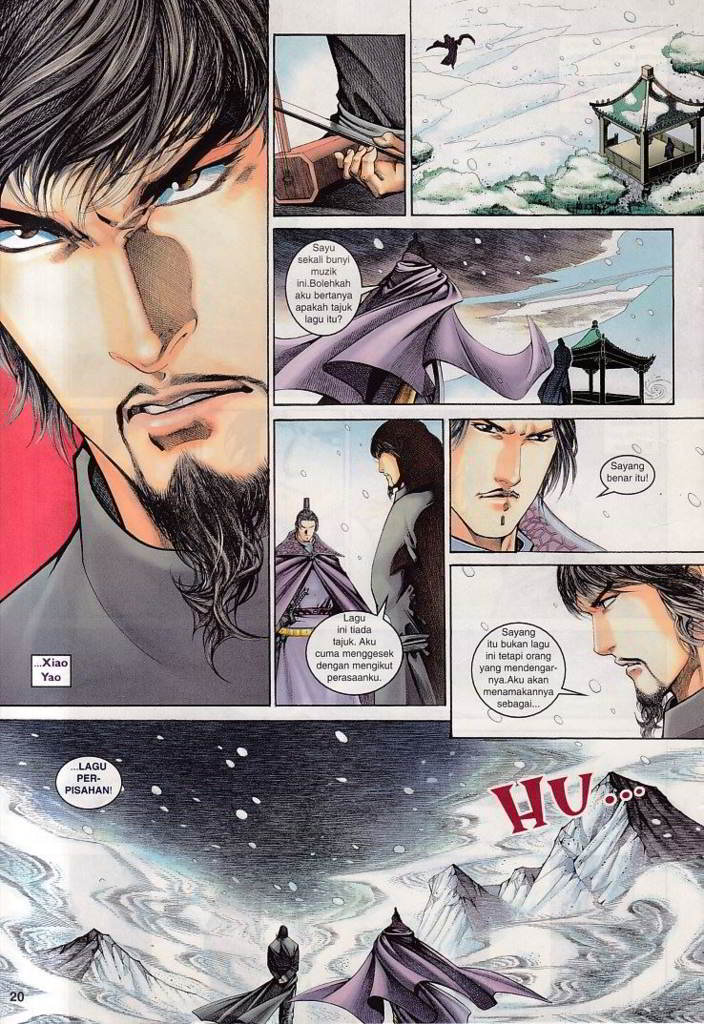 Sayu
sekali bunyi
muzik
ini.Bolehkah
aku bertanya
apakah tajuk
lagu itu?
...Xiao
Yao
Lagu
ini tiada
tajuk. Aku
cuma menggesek
dengan mengikut
perasaanku.
Sayang
benar itu!
Sayang
itu bukan lagu
ini tetapi orang
yang mendengar-
nya.Aku akan
menamakannya
sebagai...
...LAGU
PER-
PISAHAN!
HU...
20